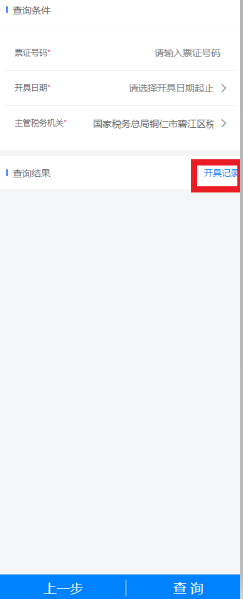 查询条件
票证号码* 请输入票证号码
开具日期* 请选择开具日期起止
主管税务机关* 国家税务总局铜仁市碧江区税
查询结果 开具记录
上一步 查询